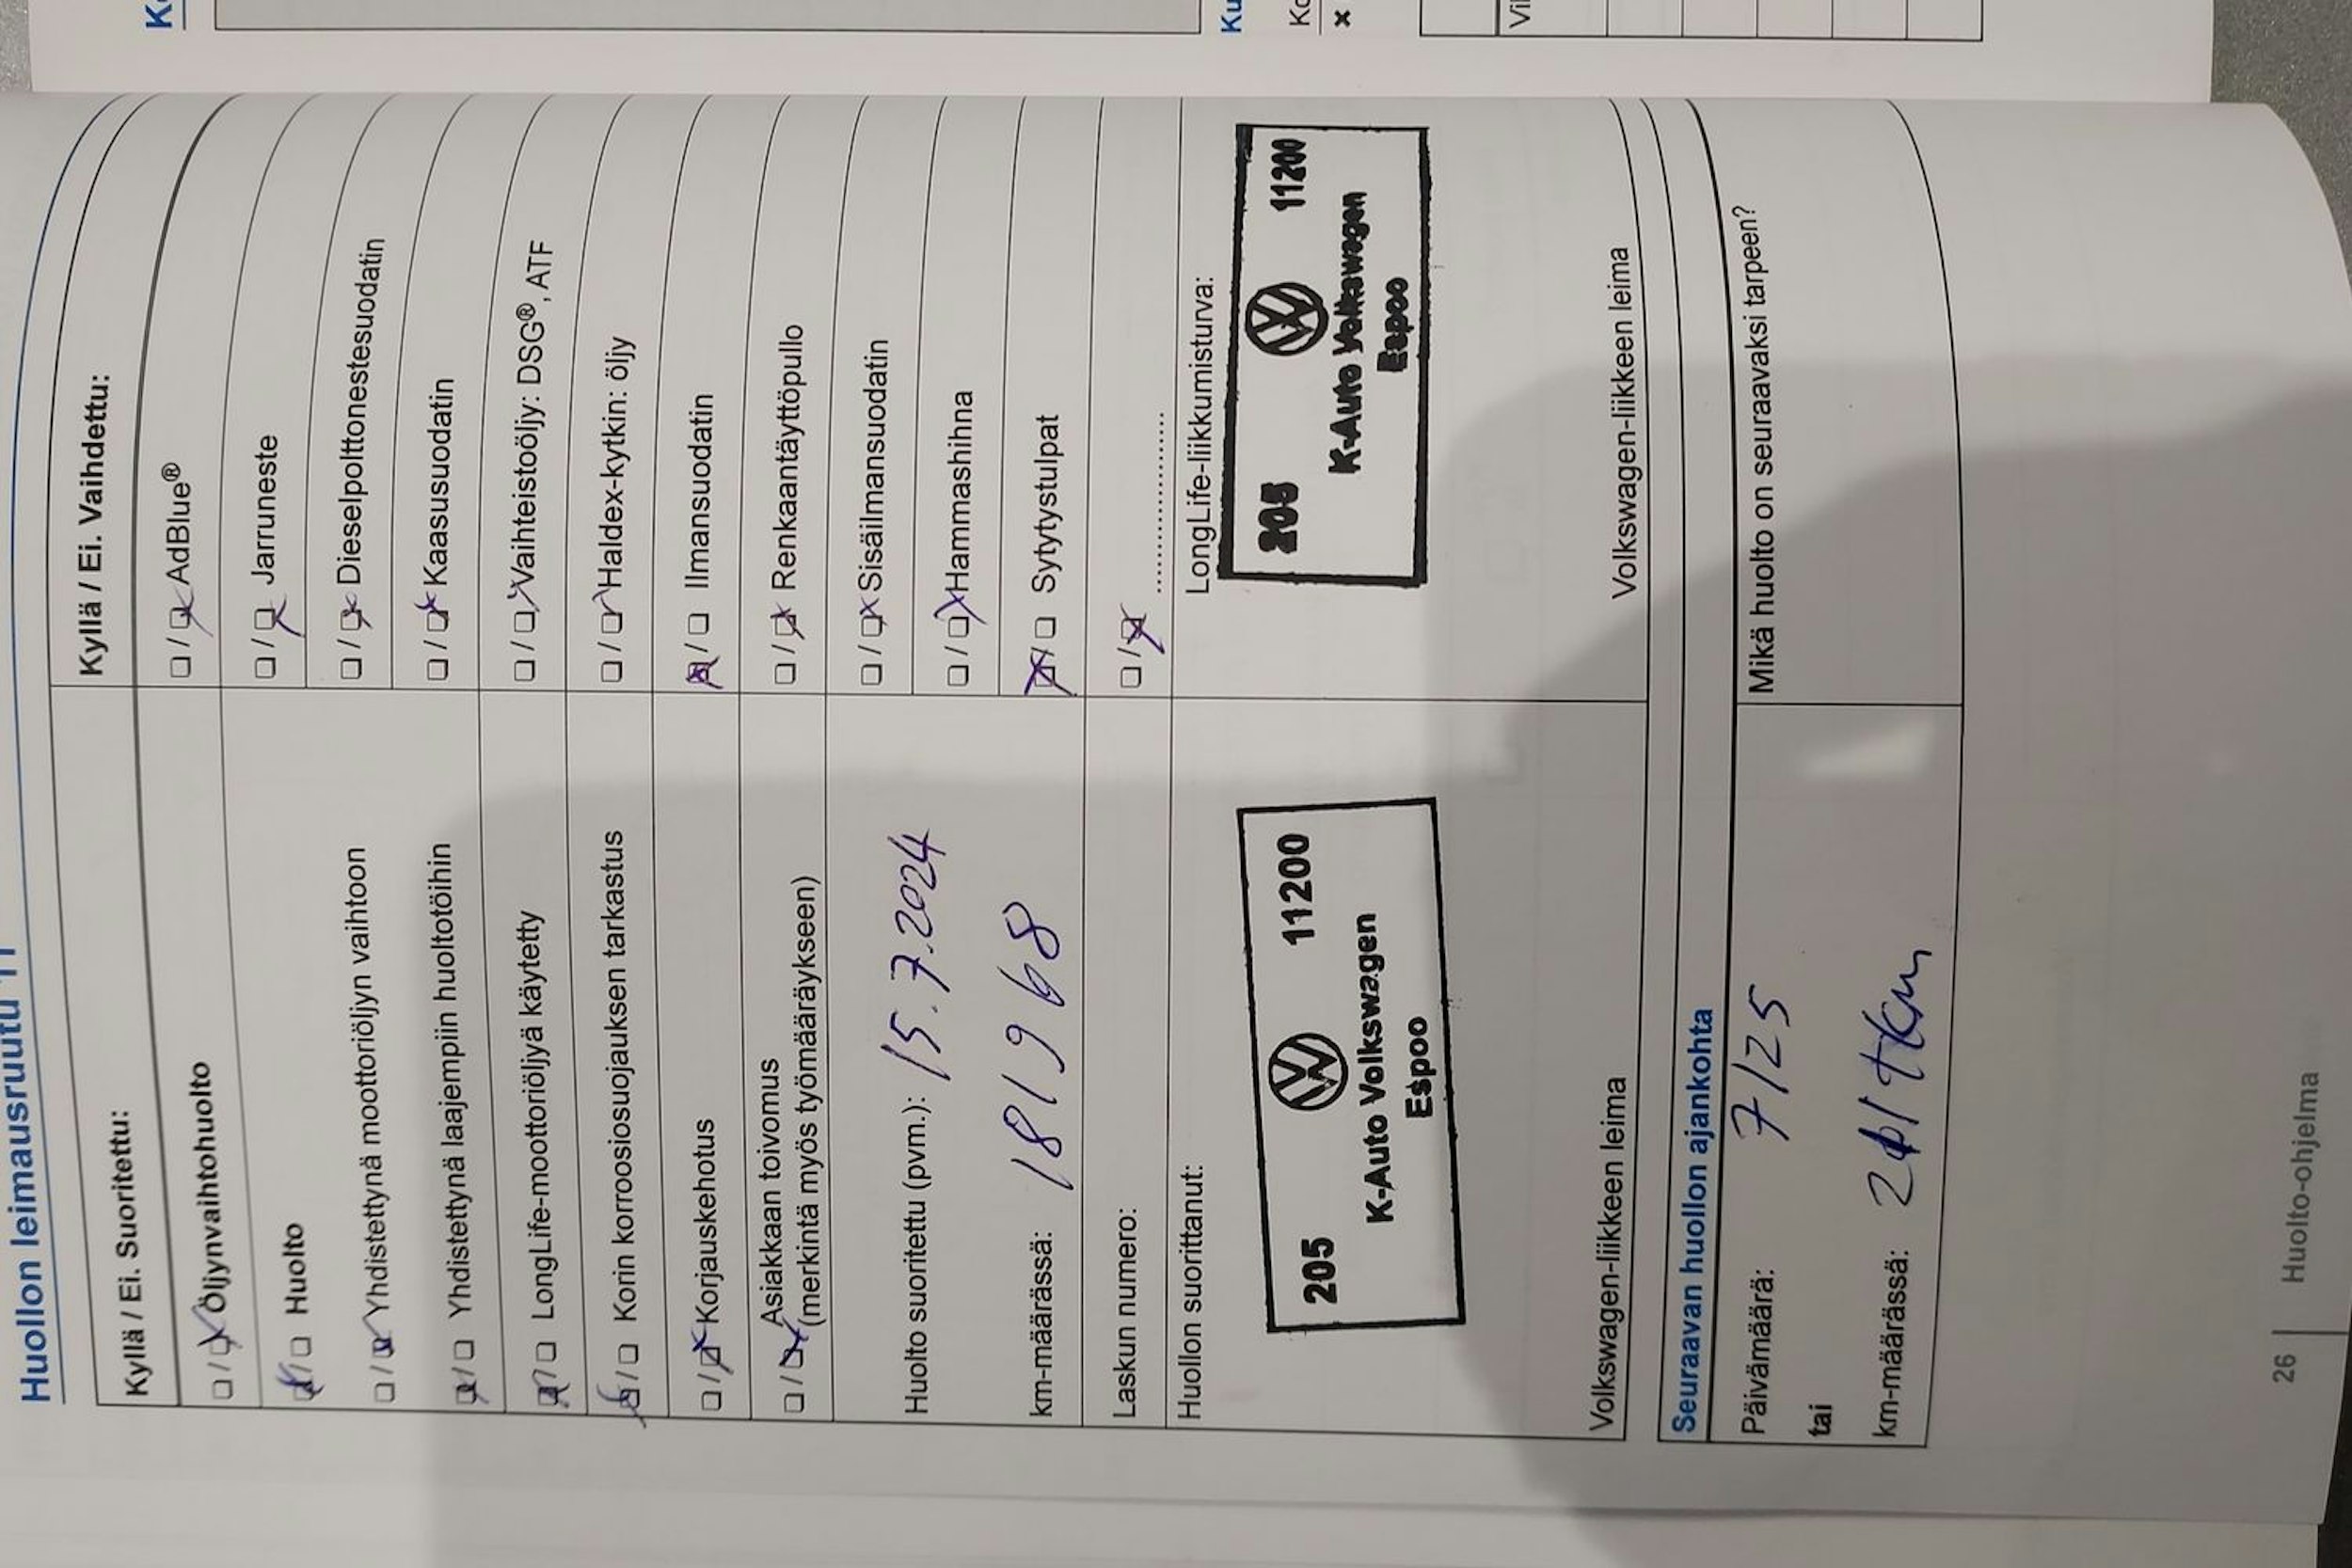 Huollon leimausruutu 11
Kyllä / Ei. Suoritettu:
Öljynvaihtohuolto
Huolto
Yhdistettynä moottoriöljyn vaihtoon
Yhdistettynä laajempiin huoltotöihin
LongLife-moottoriöljyä käytetty
Korin korroosiosuojauksen tarkastus
Korjauskehotus
Asiakkaan toivomus
(merkintä myös työmääräykseen)
Huolto suoritettu (pvm.): 15.7.2024
km-määrässä: 181968
Laskun numero:
Huollon suorittanut:
205 11200
K-Auto Volkswagen
Espoo
Volkswagen-liikkeen leima
Kyllä / Ei. Vaihdettu:
AdBlue®
Jarruneste
Dieselpolttonestesuodatin
Kaasusuodatin
Vaihteistoöljy: DSG®, ATF
Haldex-kytkin: öljy
Ilmansuodatin
Renkaantäyttöpullo
Sisäilmansuodatin
Hammashihna
Sytytystulpat
LongLife-liikkumisturva:
205 11200
K-Auto Volkswagen
Espoo
Volkswagen-liikkeen leima
Seuraavan huollon ajankohta
Päivämäärä: 7/25
tai
km-määrässä: 211 tkm
Mikä huolto on seuraavaksi tarpeen?
26 Huolto-ohjelma